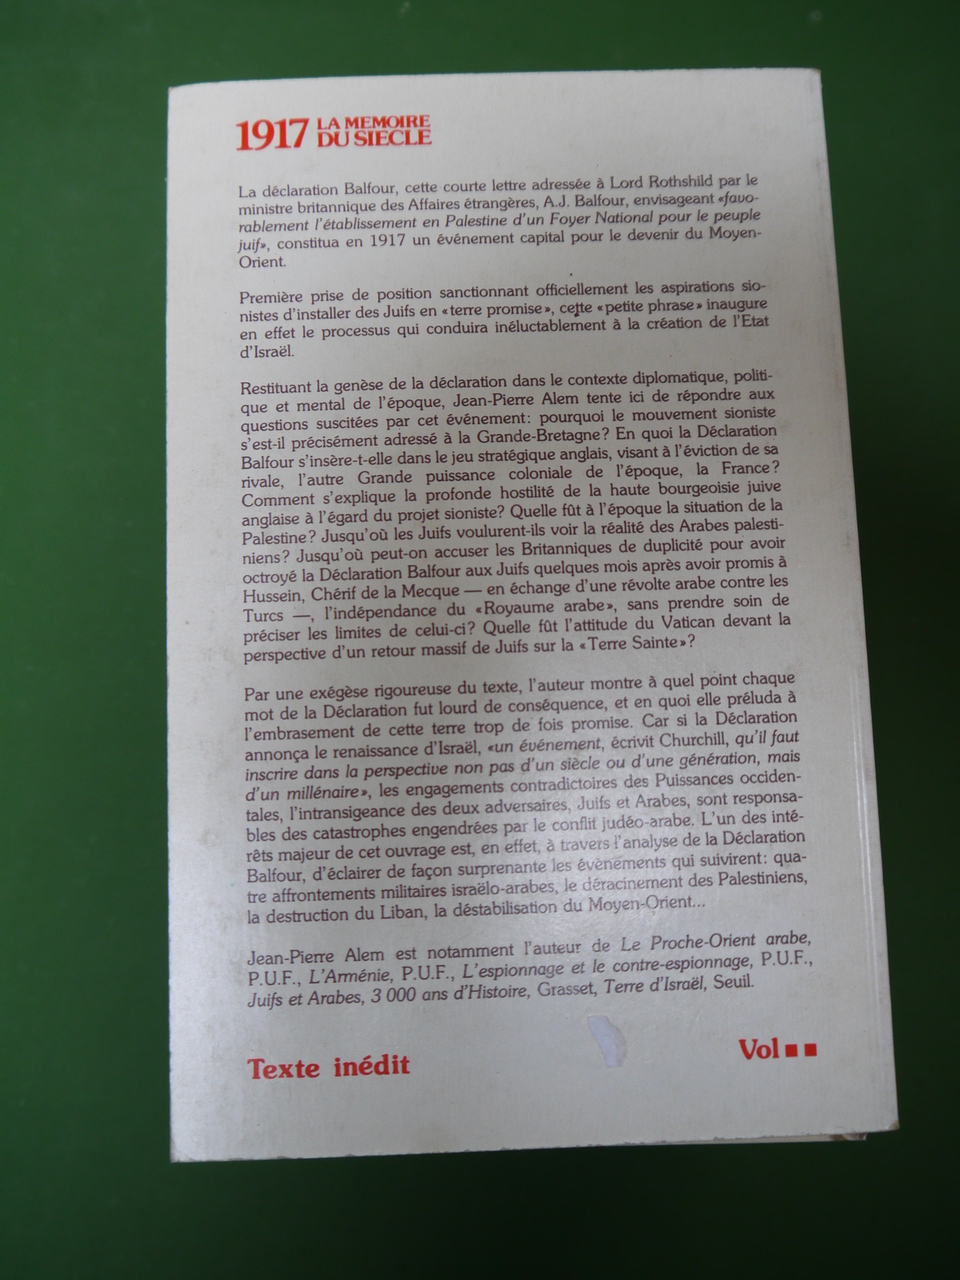 1917 LA MEMOIRE
DU SIECLE
La déclaration Balfour, cette courte lettre adressée à Lord Rothshild par le
ministre britannique des Affaires étrangères, A.J. Balfour, envisageant «favo-
rablement l'établissement en Palestine d'un Foyer National pour le peuple
juif», constitua en 1917 un événement capital pour le devenir du Moyen-
Orient.
Première prise de position sanctionnant officiellement les aspirations sio-
nistes d'installer des Juifs en «terre promise», cette «petite phrase» inaugure
en effet le processus qui conduira inéluctablement à la création de l'Etat
d'Israël.
Restituant la genèse de la déclaration dans le contexte diplomatique, politi-
que et mental de l'époque, Jean-Pierre Alem tente ici de répondre aux
questions suscitées par cet événement: pourquoi le mouvement sioniste
s'est-il précisément adressé à la Grande-Bretagne? En quoi la Déclaration
Balfour s'insère-t-elle dans le jeu stratégique anglais, visant à l'éviction de sa
rivale, l'autre Grande puissance coloniale de l'époque, la France?
Comment s'explique la profonde hostilité de la haute bourgeoisie juive
anglaise à l'égard du projet sioniste? Quelle fût à l'époque la situation de la
Palestine? Jusqu'où les Juifs voulurent-ils voir la réalité des Arabes palesti-
niens? Jusqu'où peut-on accuser les Britanniques de duplicité pour avoir
octroyé la Déclaration Balfour aux Juifs quelques mois après avoir promis à
Hussein, Chérif de la Mecque — en échange d'une révolte arabe contre les
Turcs —, l'indépendance du «Royaume arabe», sans prendre soin de
préciser les limites de celui-ci? Quelle fût l'attitude du Vatican devant la
perspective d'un retour massif de Juifs sur la «Terre Sainte»?
Par une exégèse rigoureuse du texte, l'auteur montre à quel point chaque
mot de la Déclaration fut lourd de conséquence, et en quoi elle préluda à
l'embrasement de cette terre trop de fois promise. Car si la Déclaration
annonça le renaissance d'Israël, «un événement, écrivit Churchill, qu'il faut
inscrire dans la perspective non pas d'un siècle ou d'une génération, mais
d'un millénaire», les engagements contradictoires des Puissances occiden-
tales, l'intransigeance des deux adversaires, Juifs et Arabes, sont responsa-
bles des catastrophes engendrées par le conflit judéo-arabe. L'un des inté-
rêts majeur de cet ouvrage est, en effet, à travers l'analyse de la Déclaration
Balfour, d'éclairer de façon surprenante les évènements qui suivirent: qua-
tre affrontements militaires israëlo-arabes, le déracinement des Palestiniens,
la destruction du Liban, la déstabilisation du Moyen-Orient...
Jean-Pierre Alem est notamment l'auteur de Le Proche-Orient arabe,
P.U.F., L'Arménie, P.U.F., L'espionnage et le contre-espionnage, P.U.F.,
Juifs et Arabes, 3 000 ans d'Histoire, Grasset, Terre d'Israël, Seuil.
Texte inédit
Vol ■ ■